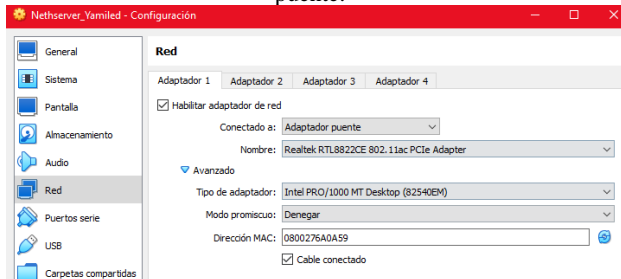 puente.
Nethserver_Yamiled - Configuración
General
Sistema
Pantalla
Almacenamiento
Audio
Red
Puertos serie
USB
Carpetas compartidas
Red
Adaptador 1 Adaptador 2 Adaptador 3 Adaptador 4
Habilitar adaptador de red
Conectado a: Adaptador puente
Nombre: Realtek RTL8822CE 802.11ac PCIe Adapter
Avanzado
Tipo de adaptador: Intel PRO/1000 MT Desktop (82540EM)
Modo promiscuo: Denegar
Dirección MAC: 0800276A0A59
Cable conectado